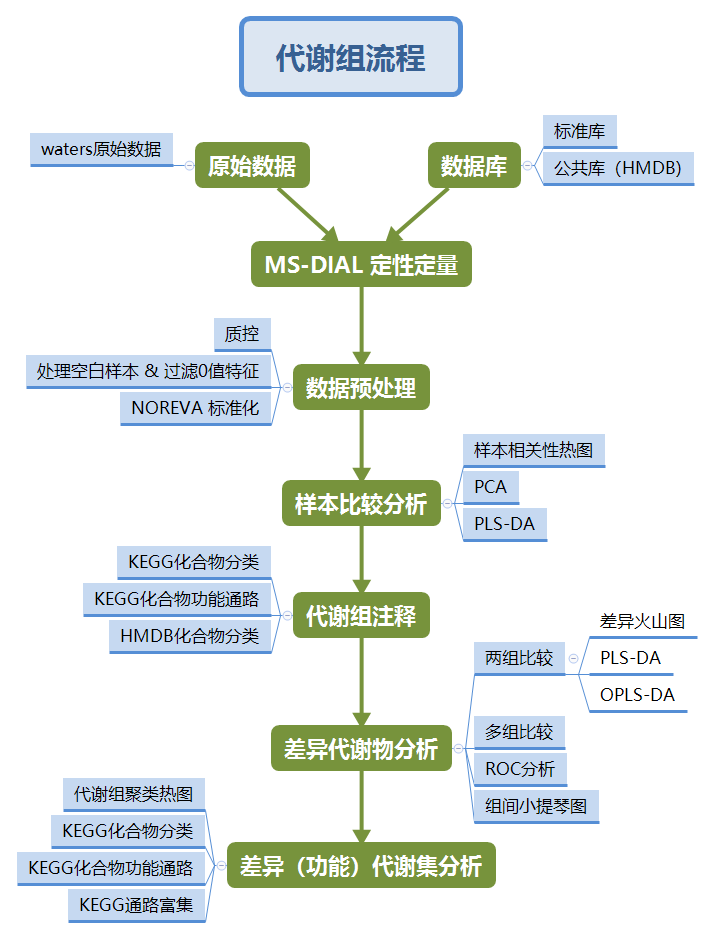 代谢组流程
waters原始数据
原始数据
数据库
标准库
公共库（HMDB)
MS-DIAL 定性定量
质控
处理空白样本 & 过滤0值特征
NOREVA 标准化
数据预处理
样本比较分析
样本相关性热图
PCA
PLS-DA
KEGG化合物分类
KEGG化合物功能通路
HMDB化合物分类
代谢组注释
差异代谢物分析
两组比较
差异火山图
PLS-DA
OPLS-DA
多组比较
ROC分析
组间小提琴图
代谢组聚类热图
KEGG化合物分类
KEGG化合物功能通路
KEGG通路富集
差异（功能）代谢集分析